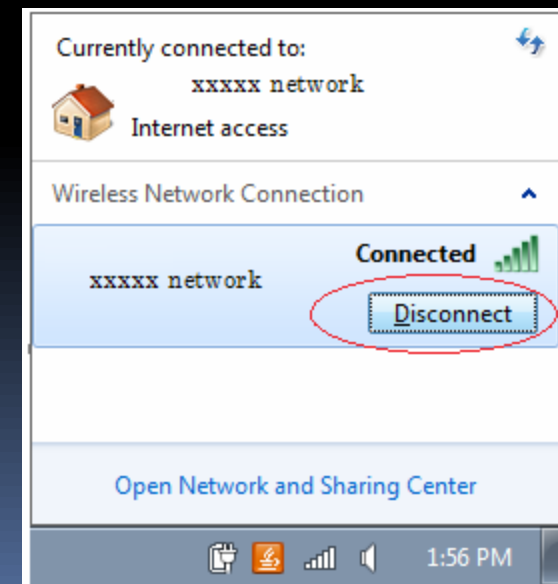 Currently connected to:
xxxxx network
Internet access
Wireless Network Connection
Connected
xxxxx network
Disconnect
Open Network and Sharing Center
1:56 PM